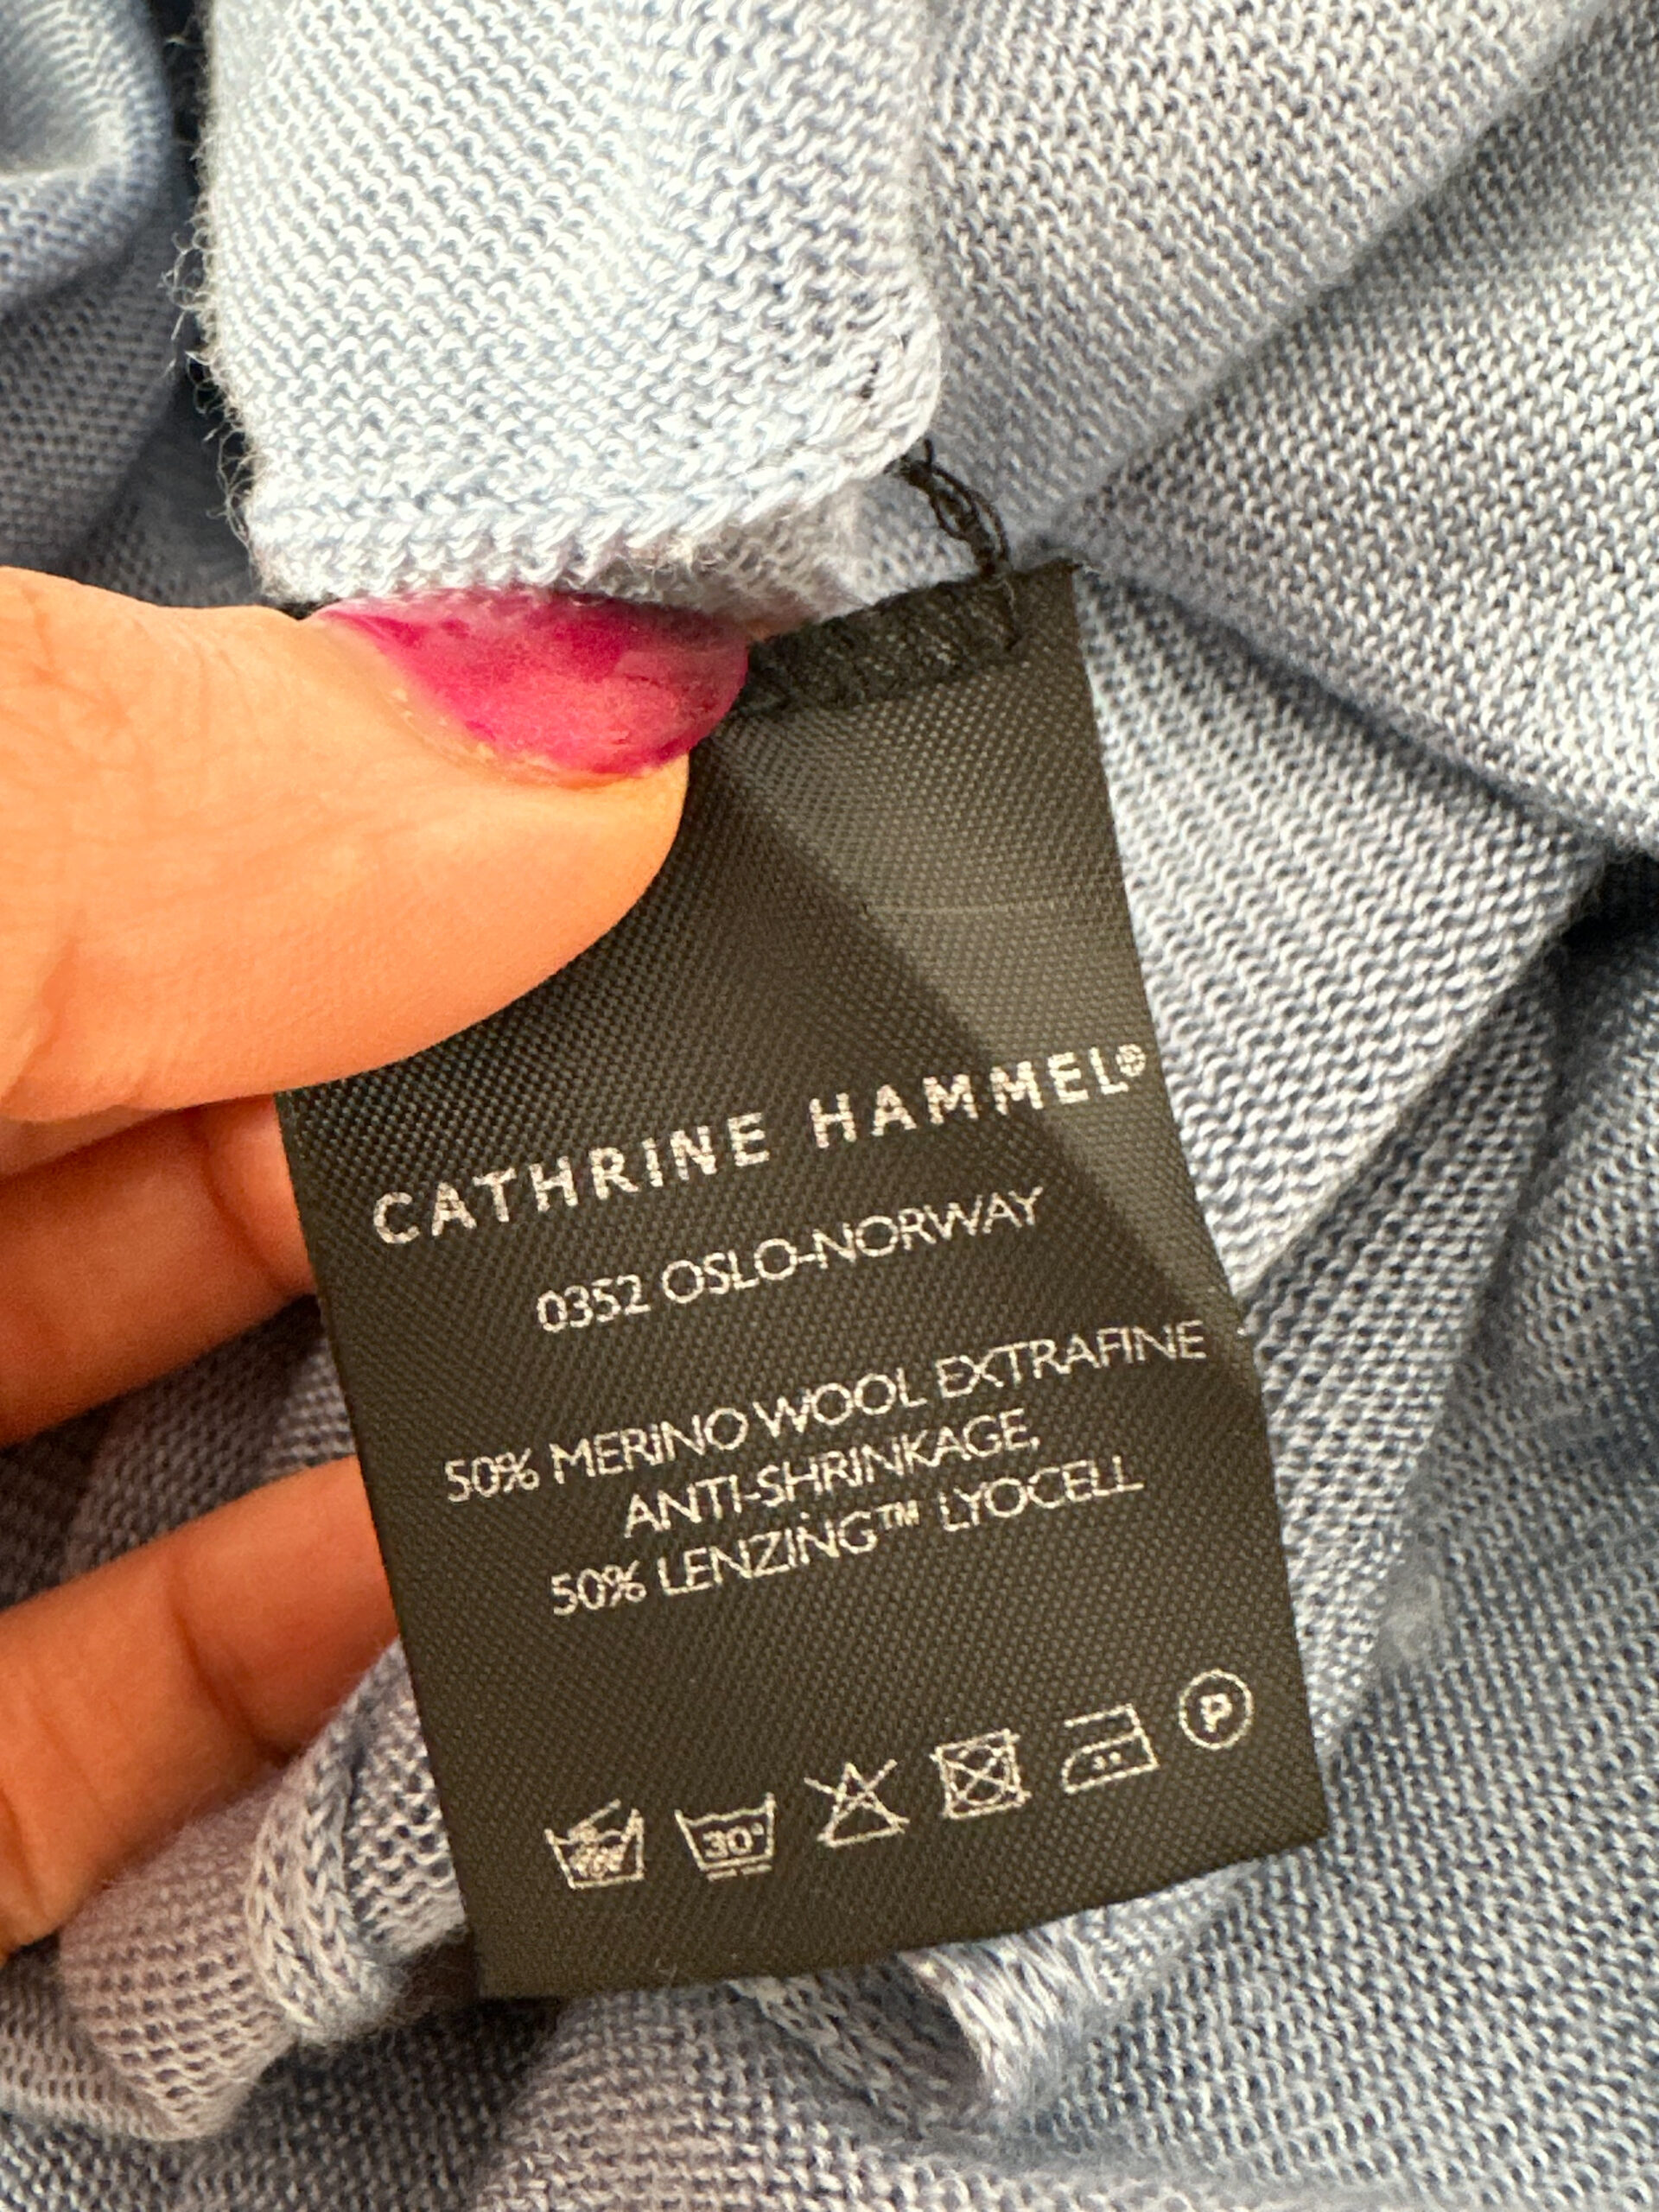 CATHRINE HAMMEL®
0352 OSLO-NORWAY
50% MERINO WOOL EXTRAFINE
ANTI-SHRINKAGE,
50% LENZING™ LYOCELL
30° P